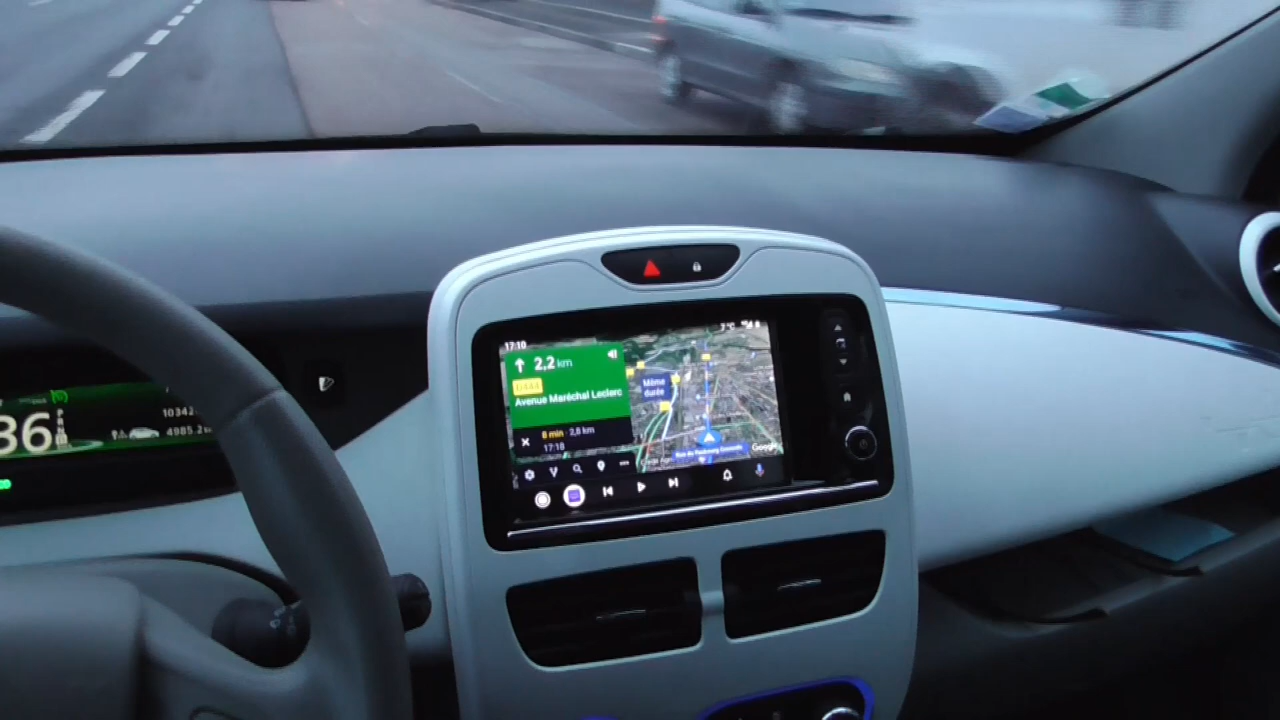 17:10
2,2 km
Avenue Maréchal Leclerc
8 min · 2,8 km
17:18
Même
durée
Google
36
10342
4985.2